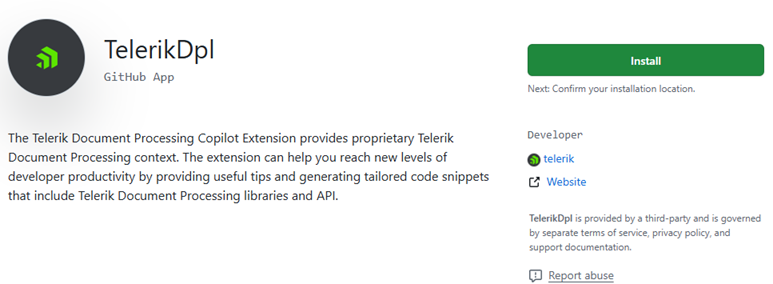 TelerikDpl
GitHub App
The Telerik Document Processing Copilot Extension provides proprietary Telerik
Document Processing context. The extension can help you reach new levels of
developer productivity by providing useful tips and generating tailored code snippets
that include Telerik Document Processing libraries and API.
Install
Next: Confirm your installation location.
Developer
telerik
Website
TelerikDpl is provided by a third-party and is governed
by separate terms of service, privacy policy, and
support documentation.
Report abuse